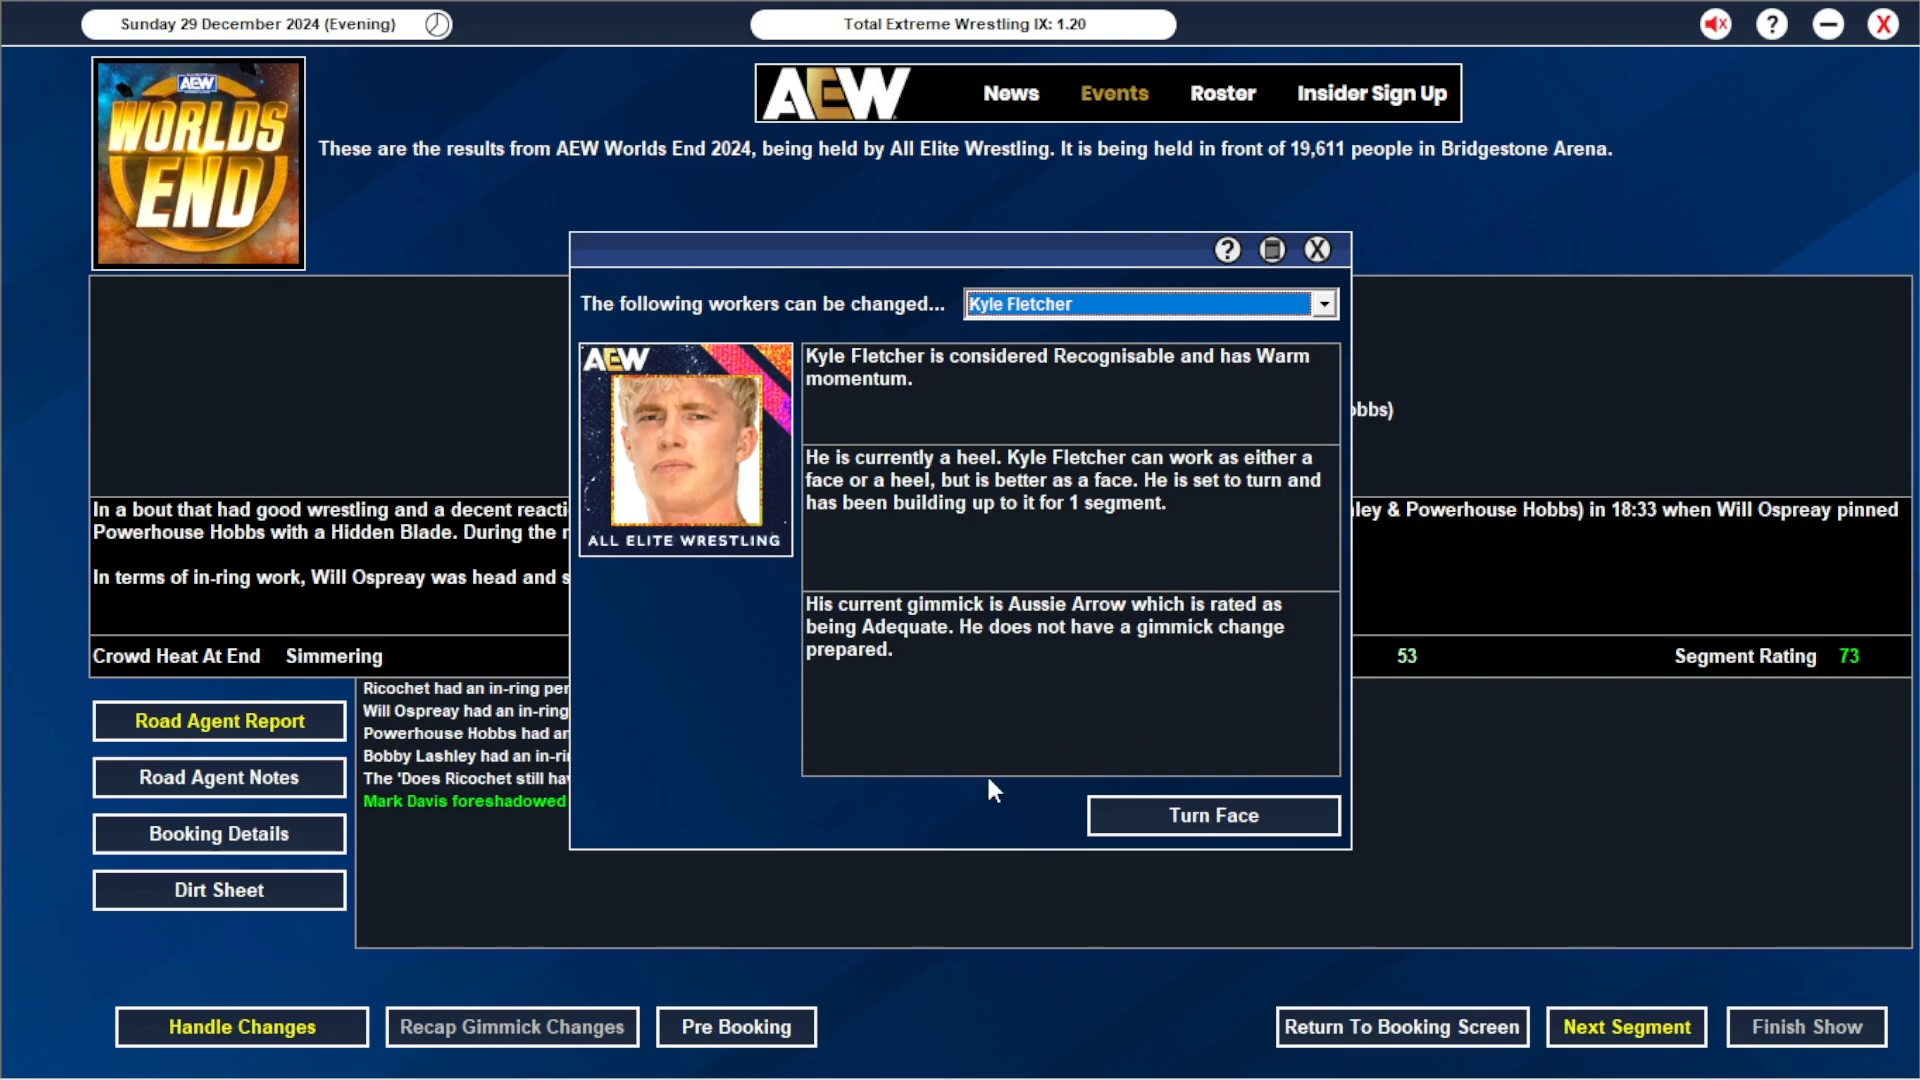 Sunday 29 December 2024 (Evening)
Total Extreme Wrestling IX: 1.20
?
X
AEW
WORLDS
END
AEW
News
Events
Roster
Insider Sign Up
These are the results from AEW Worlds End 2024, being held by All Elite Wrestling. It is being held in front of 19,611 people in Bridgestone Arena.
?
X
The following workers can be changed...
Kyle Fletcher
AEW
ALL ELITE WRESTLING
Kyle Fletcher is considered Recognisable and has Warm
momentum.
He is currently a heel. Kyle Fletcher can work as either a
face or a heel, but is better as a face. He is set to turn and
has been building up to it for 1 segment.
His current gimmick is Aussie Arrow which is rated as
being Adequate. He does not have a gimmick change
prepared.
Turn Face
obbs)
In a bout that had good wrestling and a decent reacti
ley & Powerhouse Hobbs) in 18:33 when Will Ospreay pinned
Powerhouse Hobbs with a Hidden Blade. During the
In terms of in-ring work, Will Ospreay was head and s
Crowd Heat At End
Simmering
53
Segment Rating
73
Road Agent Report
Road Agent Notes
Booking Details
Dirt Sheet
Ricochet had an in-ring per
Will Ospreay had an in-ring
Powerhouse Hobbs had an
Bobby Lashley had an in-ri
The 'Does Ricochet still ha
Mark Davis foreshadowed
Handle Changes
Recap Gimmick Changes
Pre Booking
Return To Booking Screen
Next Segment
Finish Show